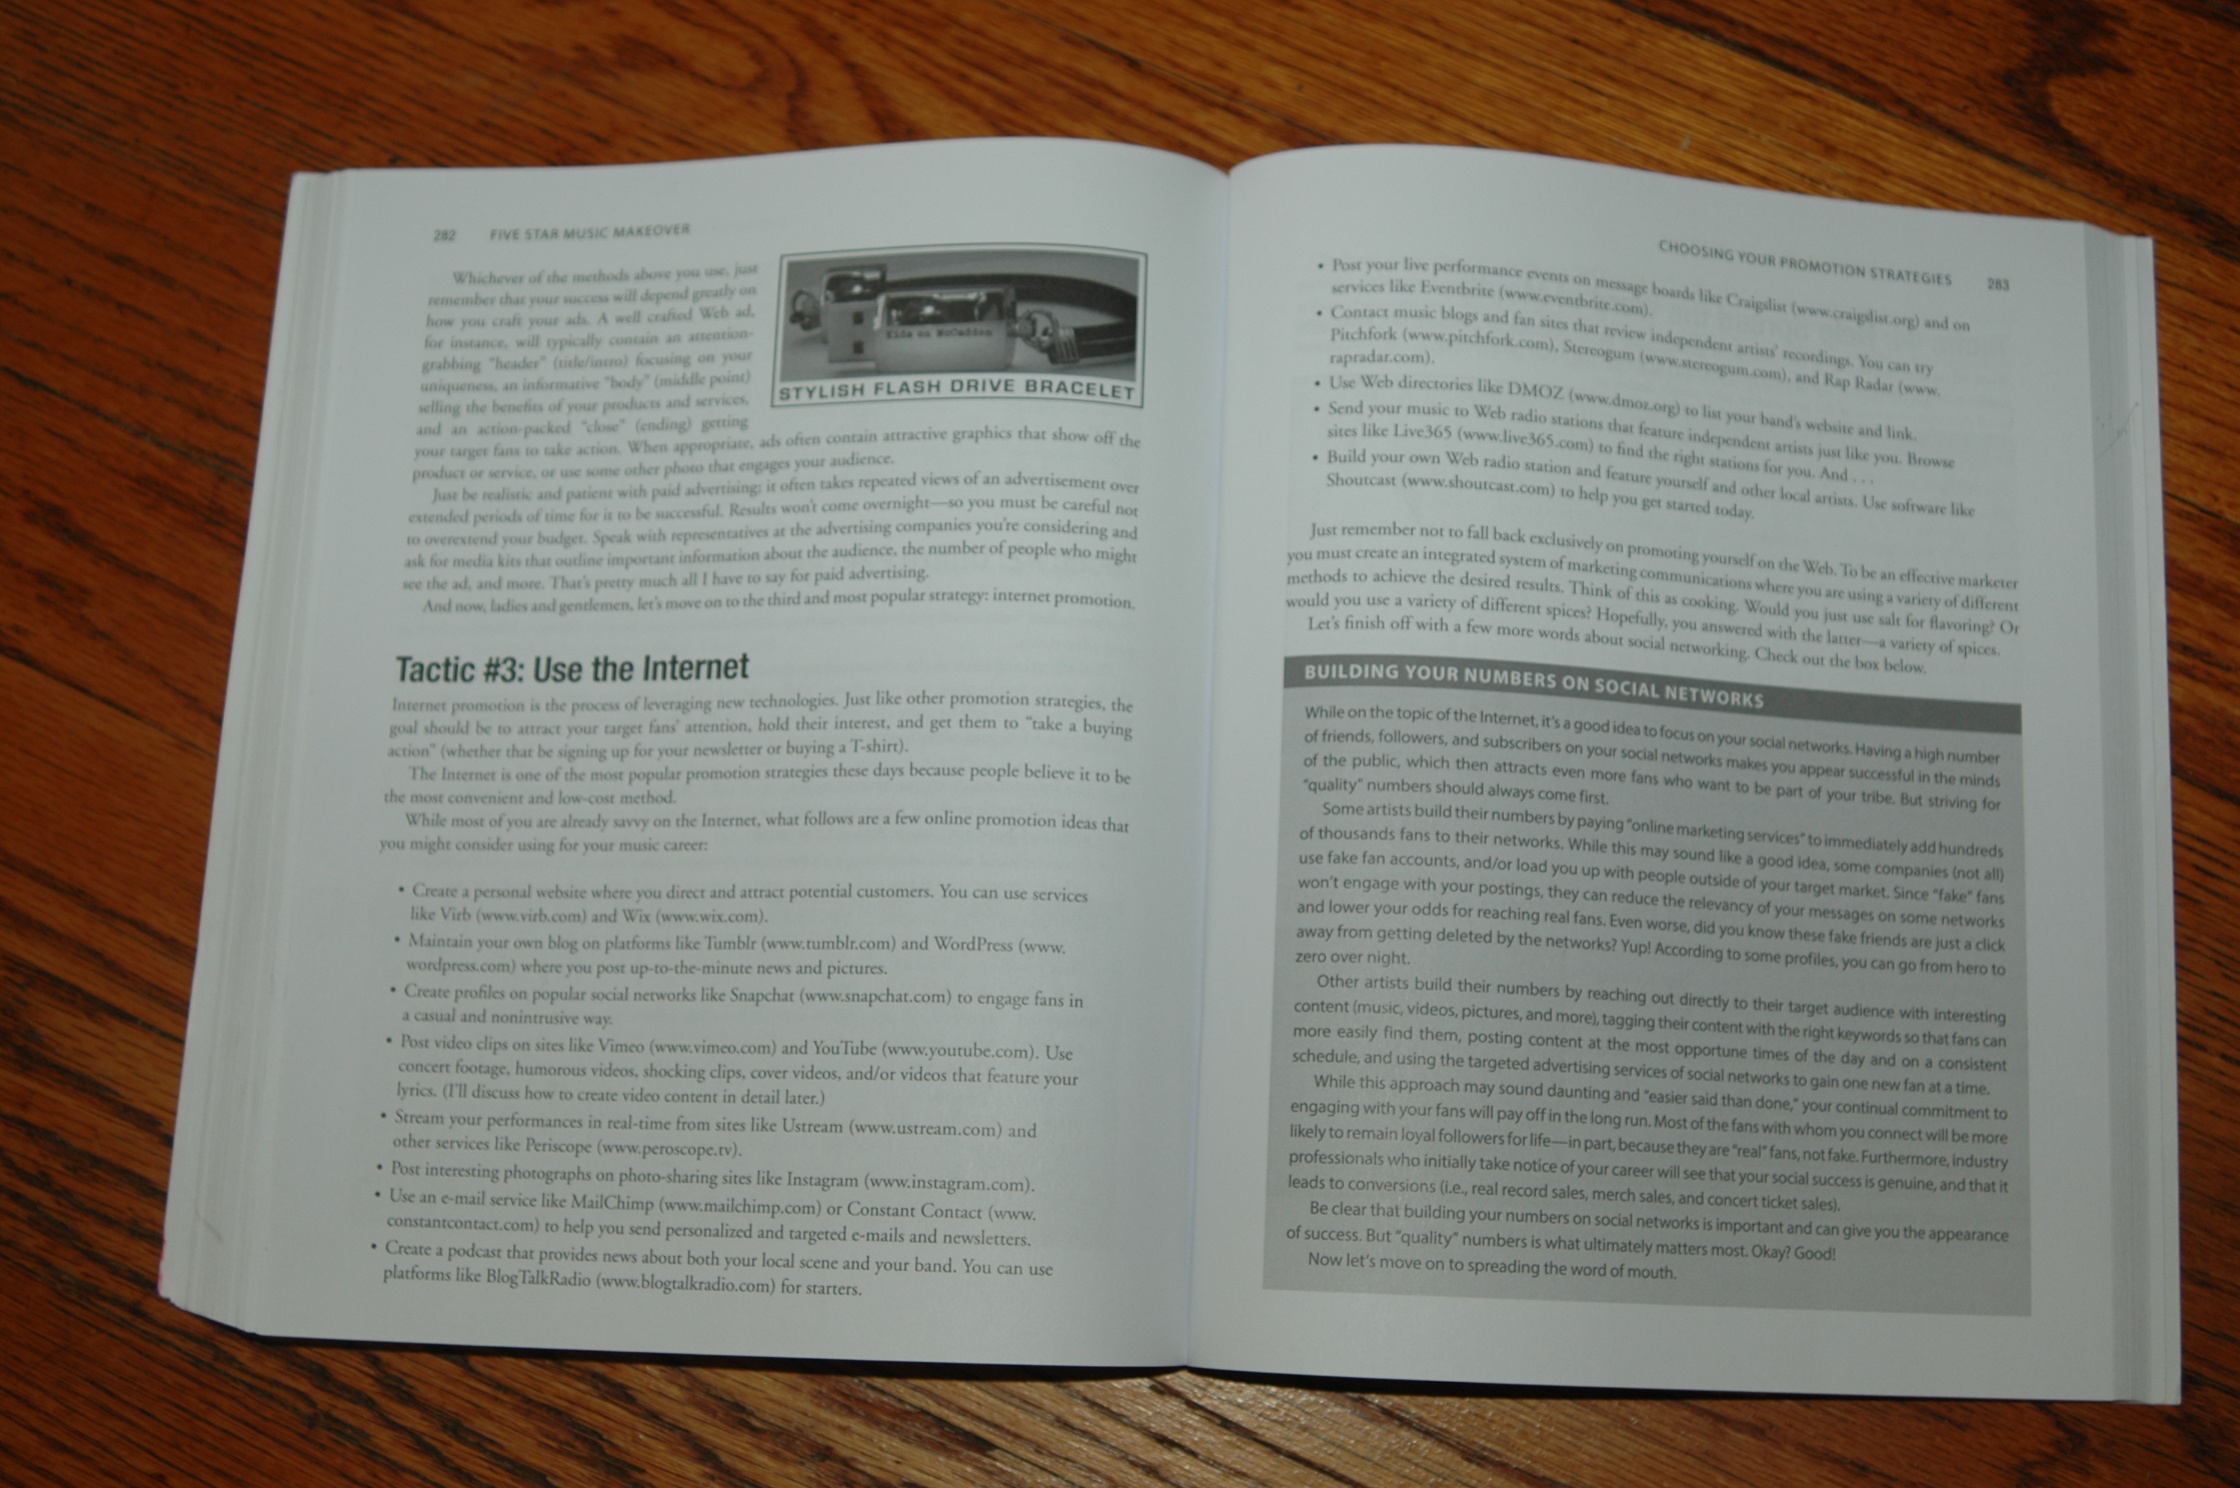 282 FIVE STAR MUSIC MAKEOVER
Whichever of the methods above you use, just
remember that your success will depend greatly on
how you craft your ads. A well crafted Web ad,
for instance, will typically contain an attention-
grabbing "header" (title/intro) focusing on your
uniqueness, an informative "body" (middle point)
selling the benefits of your products and services,
and an action-packed "close" (ending) getting
your target fans to take action. When appropriate, ads often contain attractive graphics that show off the
product or service, or use some other photo that engages your audience.
Kids on McCadden
STYLISH FLASH DRIVE BRACELET
Just be realistic and patient with paid advertising; it often takes repeated views of an advertisement over
extended periods of time for it to be successful. Results won't come overnight—so you must be careful not
to overextend your budget. Speak with representatives at the advertising companies you're considering and
ask for media kits that outline important information about the audience, the number of people who might
see the ad, and more. That's pretty much all I have to say for paid advertising.
And now, ladies and gentlemen, let's move on to the third and most popular strategy: internet promotion.
Tactic #3: Use the Internet
Internet promotion is the process of leveraging new technologies. Just like other promotion strategies, the
goal should be to attract your target fans' attention, hold their interest, and get them to "take a buying
action" (whether that be signing up for your newsletter or buying a T-shirt).
The Internet is one of the most popular promotion strategies these days because people believe it to be
the most convenient and low-cost method.
While most of you are already savvy on the Internet, what follows are a few online promotion ideas that
you might consider using for your music career:
• Create a personal website where you direct and attract potential customers. You can use services
like Virb (www.virb.com) and Wix (www.wix.com).
• Maintain your own blog on platforms like Tumblr (www.tumblr.com) and WordPress (www.
wordpress.com) where you post up-to-the-minute news and pictures.
• Create profiles on popular social networks like Snapchat (www.snapchat.com) to engage fans in
a casual and nonintrusive way.
• Post video clips on sites like Vimeo (www.vimeo.com) and YouTube (www.youtube.com). Use
concert footage, humorous videos, shocking clips, cover videos, and/or videos that feature your
lyrics. (I'll discuss how to create video content in detail later.)
• Stream your performances in real-time from sites like Ustream (www.ustream.com) and
other services like Periscope (www.peroscope.tv).
• Post interesting photographs on photo-sharing sites like Instagram (www.instagram.com).
• Use an e-mail service like MailChimp (www.mailchimp.com) or Constant Contact (www.
constantcontact.com) to help you send personalized and targeted e-mails and newsletters.
• Create a podcast that provides news about both your local scene and your band. You can use
platforms like BlogTalkRadio (www.blogtalkradio.com) for starters.
CHOOSING YOUR PROMOTION STRATEGIES 283
• Post your live performance events on message boards like Craigslist (www.craigslist.org) and on
services like Eventbrite (www.eventbrite.com).
• Contact music blogs and fan sites that review independent artists' recordings. You can try
Pitchfork (www.pitchfork.com), Stereogum (www.stereogum.com), and Rap Radar (www.
rapradar.com).
• Use Web directories like DMOZ (www.dmoz.org) to list your band's website and link.
• Send your music to Web radio stations that feature independent artists just like you. Browse
sites like Live365 (www.live365.com) to find the right stations for you. And . . .
• Build your own Web radio station and feature yourself and other local artists. Use software like
Shoutcast (www.shoutcast.com) to help you get started today.
Just remember not to fall back exclusively on promoting yourself on the Web. To be an effective marketer
you must create an integrated system of marketing communications where you are using a variety of different
methods to achieve the desired results. Think of this as cooking. Would you just use salt for flavoring? Or
would you use a variety of different spices? Hopefully, you answered with the latter—a variety of spices.
Let's finish off with a few more words about social networking. Check out the box below.
BUILDING YOUR NUMBERS ON SOCIAL NETWORKS
While on the topic of the Internet, it's a good idea to focus on your social networks. Having a high number
of friends, followers, and subscribers on your social networks makes you appear successful in the minds
of the public, which then attracts even more fans who want to be part of your tribe. But striving for
"quality" numbers should always come first.
Some artists build their numbers by paying "online marketing services" to immediately add hundreds
of thousands fans to their networks. While this may sound like a good idea, some companies (not all)
use fake fan accounts, and/or load you up with people outside of your target market. Since "fake" fans
won't engage with your postings, they can reduce the relevancy of your messages on some networks
and lower your odds for reaching real fans. Even worse, did you know these fake friends are just a click
away from getting deleted by the networks? Yup! According to some profiles, you can go from hero to
zero over night.
Other artists build their numbers by reaching out directly to their target audience with interesting
content (music, videos, pictures, and more), tagging their content with the right keywords so that fans can
more easily find them, posting content at the most opportune times of the day and on a consistent
schedule, and using the targeted advertising services of social networks to gain one new fan at a time.
While this approach may sound daunting and "easier said than done," your continual commitment to
engaging with your fans will pay off in the long run. Most of the fans with whom you connect will be more
likely to remain loyal followers for life—in part, because they are "real" fans, not fake. Furthermore, industry
professionals who initially take notice of your career will see that your social success is genuine, and that it
leads to conversions (i.e., real record sales, merch sales, and concert ticket sales).
Be clear that building your numbers on social networks is important and can give you the appearance
of success. But "quality" numbers is what ultimately matters most. Okay? Good!
Now let's move on to spreading the word of mouth.